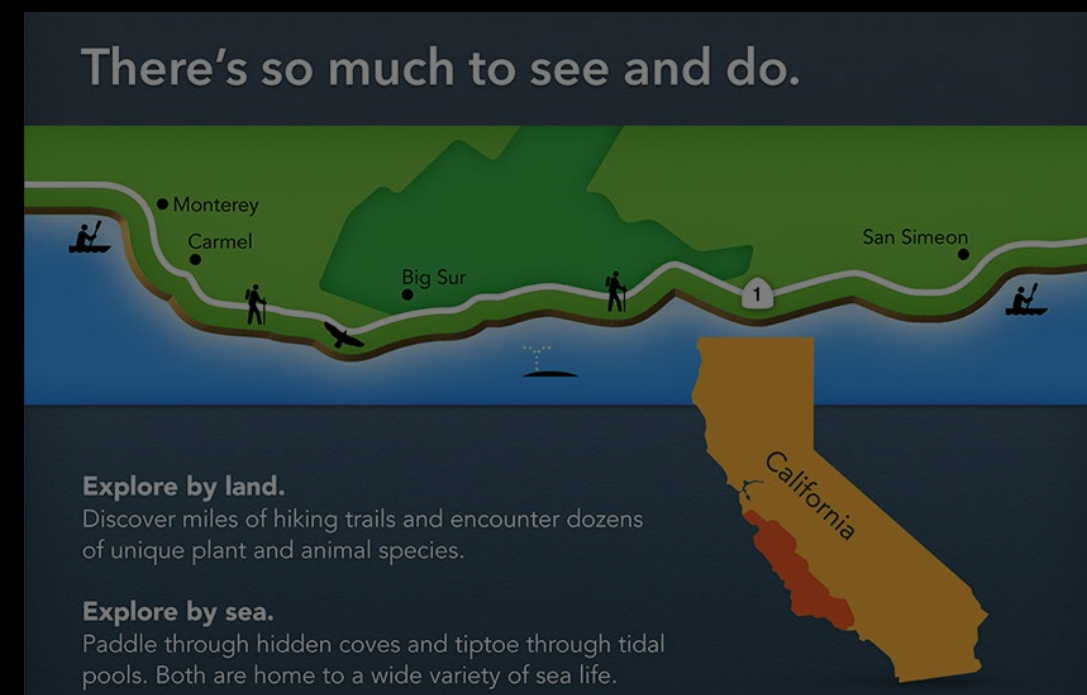 There's so much to see and do.
Monterey
Carmel
Big Sur
San Simeon
1
California
Explore by land.
Discover miles of hiking trails and encounter dozens
of unique plant and animal species.
Explore by sea.
Paddle through hidden coves and tiptoe through tidal
pools. Both are home to a wide variety of sea life.